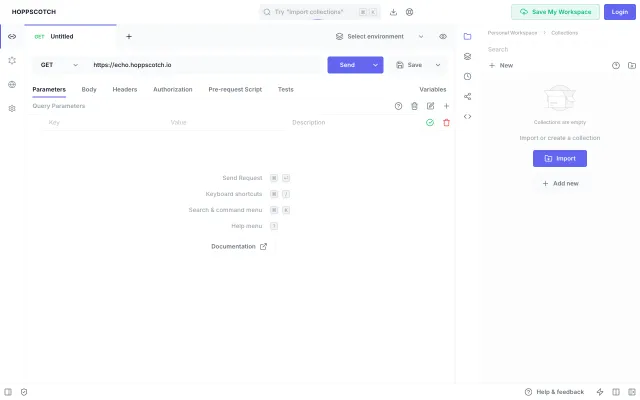 HOPPSCOTCH
Try "Import collections"
⌘ K
Save My Workspace
Login
GET Untitled
Select environment
Personal Workspace › Collections
Search
GET
https://echo.hoppscotch.io
Send
Save
New
Parameters Body Headers Authorization Pre-request Script Tests Variables
Query Parameters
Key Value Description
Collections are empty
Import or create a collection
Import
Add new
Send Request ⌘ ↵
Keyboard shortcuts ⌘ /
Search & command menu ⌘ K
Help menu ?
Documentation
Help & feedback